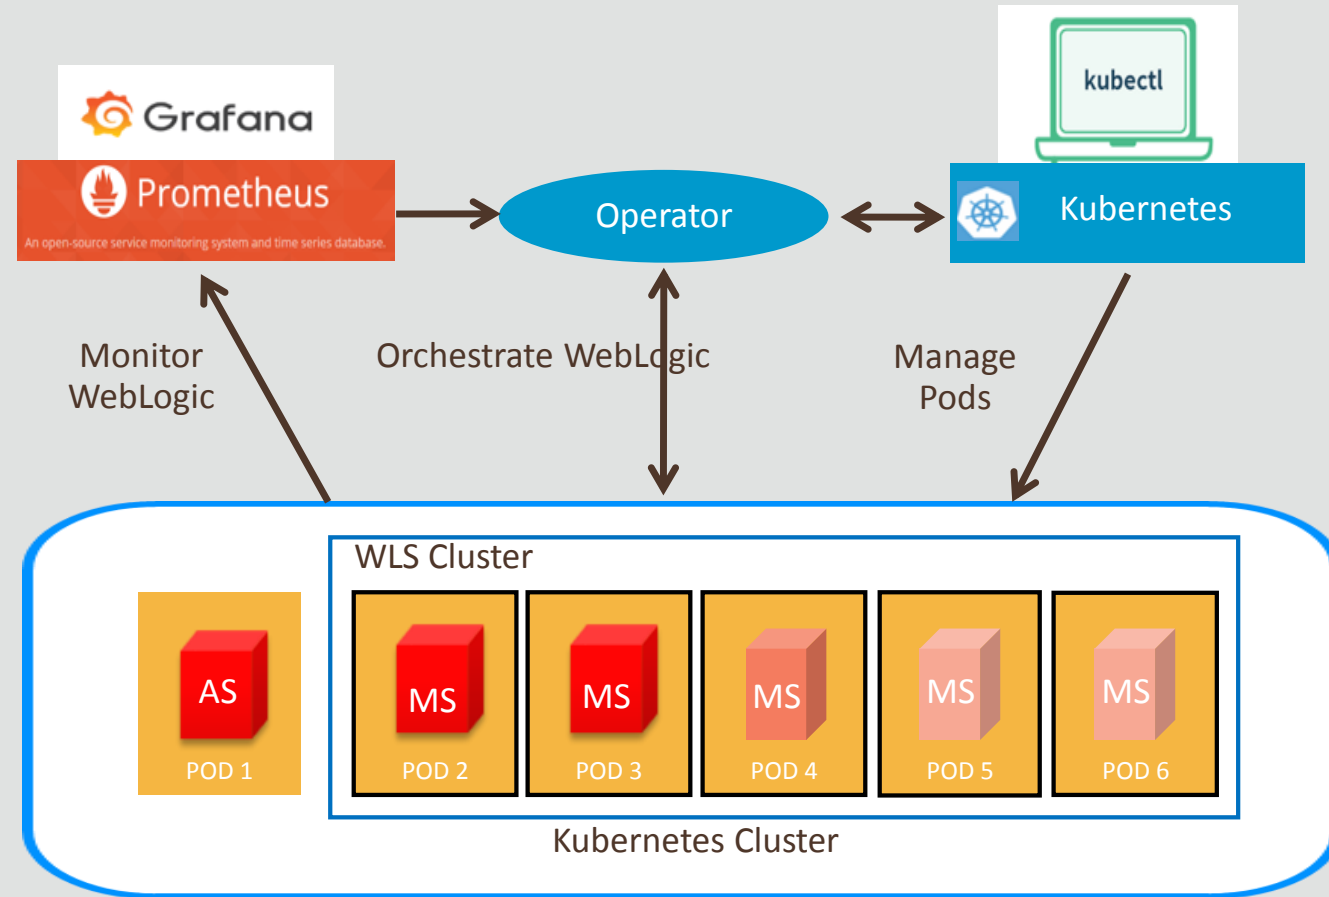 Grafana
Prometheus
An open-source service monitoring system and time series database.
Operator
kubectl
Kubernetes
Monitor
WebLogic
Orchestrate WebLogic
Manage
Pods
WLS Cluster
AS
POD 1
MS
POD 2
MS
POD 3
MS
POD 4
MS
POD 5
MS
POD 6
Kubernetes Cluster